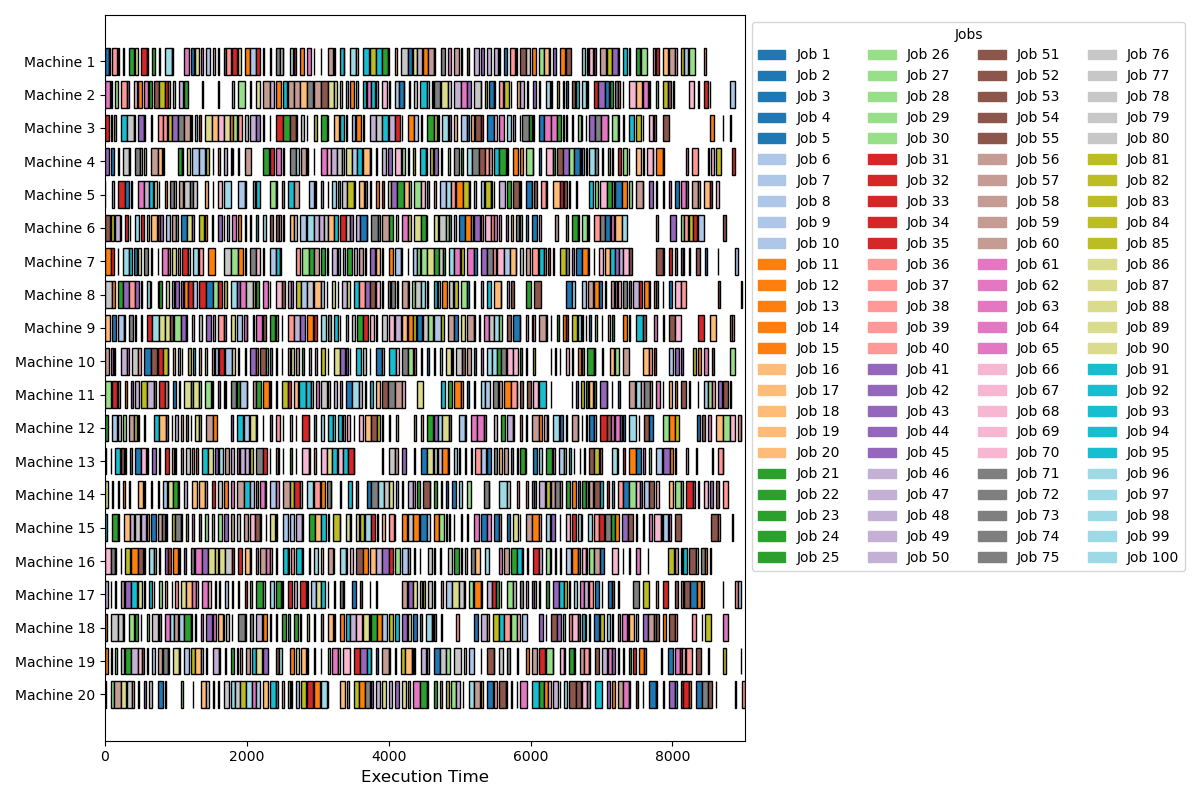 Machine 1
Machine 2
Machine 3
Machine 4
Machine 5
Machine 6
Machine 7
Machine 8
Machine 9
Machine 10
Machine 11
Machine 12
Machine 13
Machine 14
Machine 15
Machine 16
Machine 17
Machine 18
Machine 19
Machine 20
0 2000 4000 6000 8000
Execution Time
Jobs
Job 1 Job 26 Job 51 Job 76
Job 2 Job 27 Job 52 Job 77
Job 3 Job 28 Job 53 Job 78
Job 4 Job 29 Job 54 Job 79
Job 5 Job 30 Job 55 Job 80
Job 6 Job 31 Job 56 Job 81
Job 7 Job 32 Job 57 Job 82
Job 8 Job 33 Job 58 Job 83
Job 9 Job 34 Job 59 Job 84
Job 10 Job 35 Job 60 Job 85
Job 11 Job 36 Job 61 Job 86
Job 12 Job 37 Job 62 Job 87
Job 13 Job 38 Job 63 Job 88
Job 14 Job 39 Job 64 Job 89
Job 15 Job 40 Job 65 Job 90
Job 16 Job 41 Job 66 Job 91
Job 17 Job 42 Job 67 Job 92
Job 18 Job 43 Job 68 Job 93
Job 19 Job 44 Job 69 Job 94
Job 20 Job 45 Job 70 Job 95
Job 21 Job 46 Job 71 Job 96
Job 22 Job 47 Job 72 Job 97
Job 23 Job 48 Job 73 Job 98
Job 24 Job 49 Job 74 Job 99
Job 25 Job 50 Job 75 Job 100